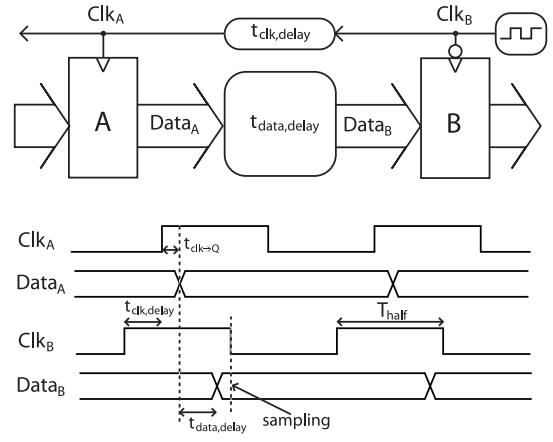 Clk_A
Clk_B
t_clk,delay
A
Data_A
t_data,delay
Data_B
B
Clk_A
t_clk→Q
Data_A
t_clk,delay
T_half
Clk_B
Data_B
sampling
t_data,delay